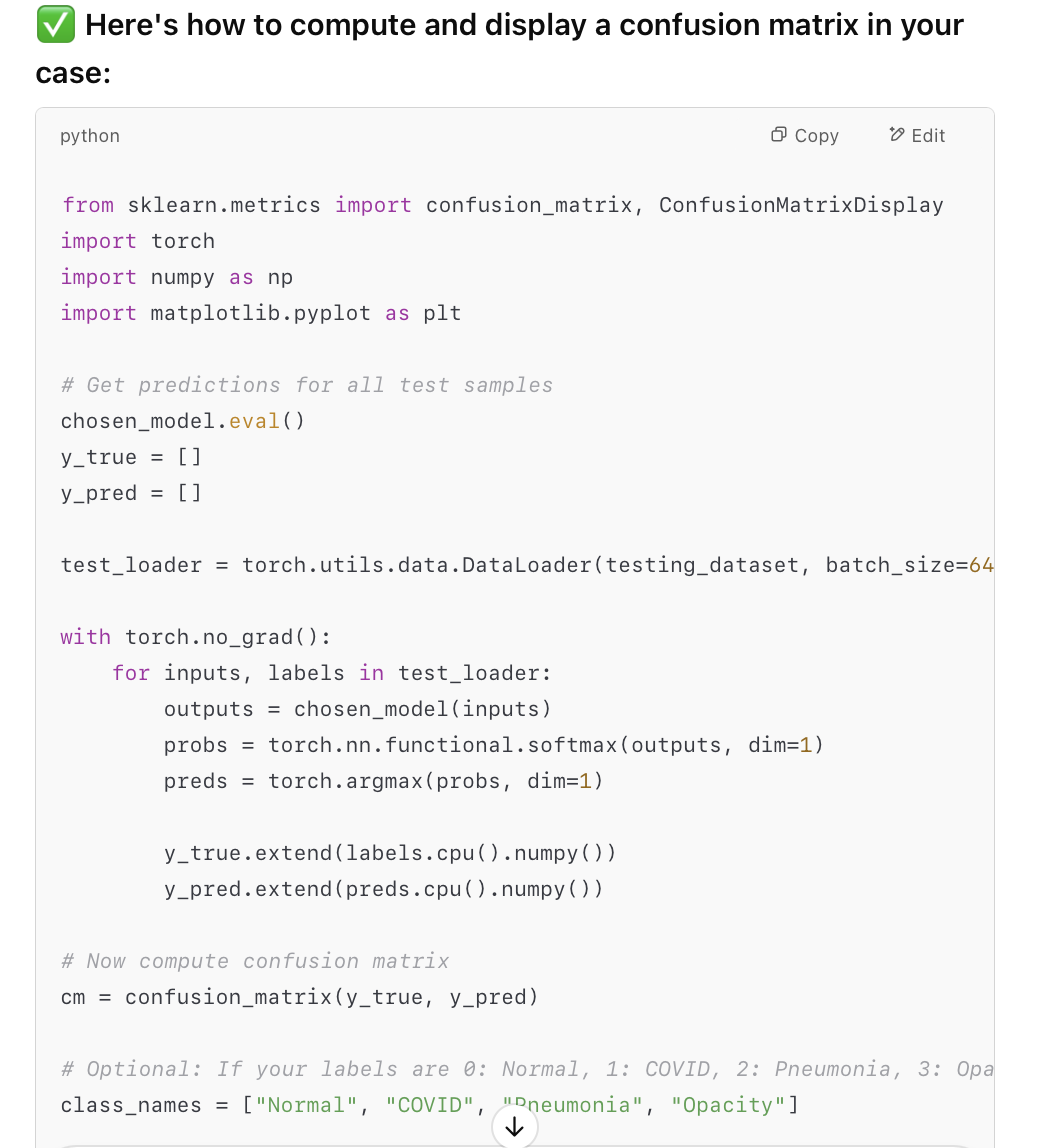 ✅ Here's how to compute and display a confusion matrix in your
case:
python
Copy
Edit
from sklearn.metrics import confusion_matrix, ConfusionMatrixDisplay
import torch
import numpy as np
import matplotlib.pyplot as plt
# Get predictions for all test samples
chosen_model.eval()
y_true = []
y_pred = []
test_loader = torch.utils.data.DataLoader(testing_dataset, batch_size=64
with torch.no_grad():
    for inputs, labels in test_loader:
        outputs = chosen_model(inputs)
        probs = torch.nn.functional.softmax(outputs, dim=1)
        preds = torch.argmax(probs, dim=1)
        y_true.extend(labels.cpu().numpy())
        y_pred.extend(preds.cpu().numpy())
# Now compute confusion matrix
cm = confusion_matrix(y_true, y_pred)
# Optional: If your labels are 0: Normal, 1: COVID, 2: Pneumonia, 3: Opa
class_names = ["Normal", "COVID", "Pneumonia", "Opacity"]